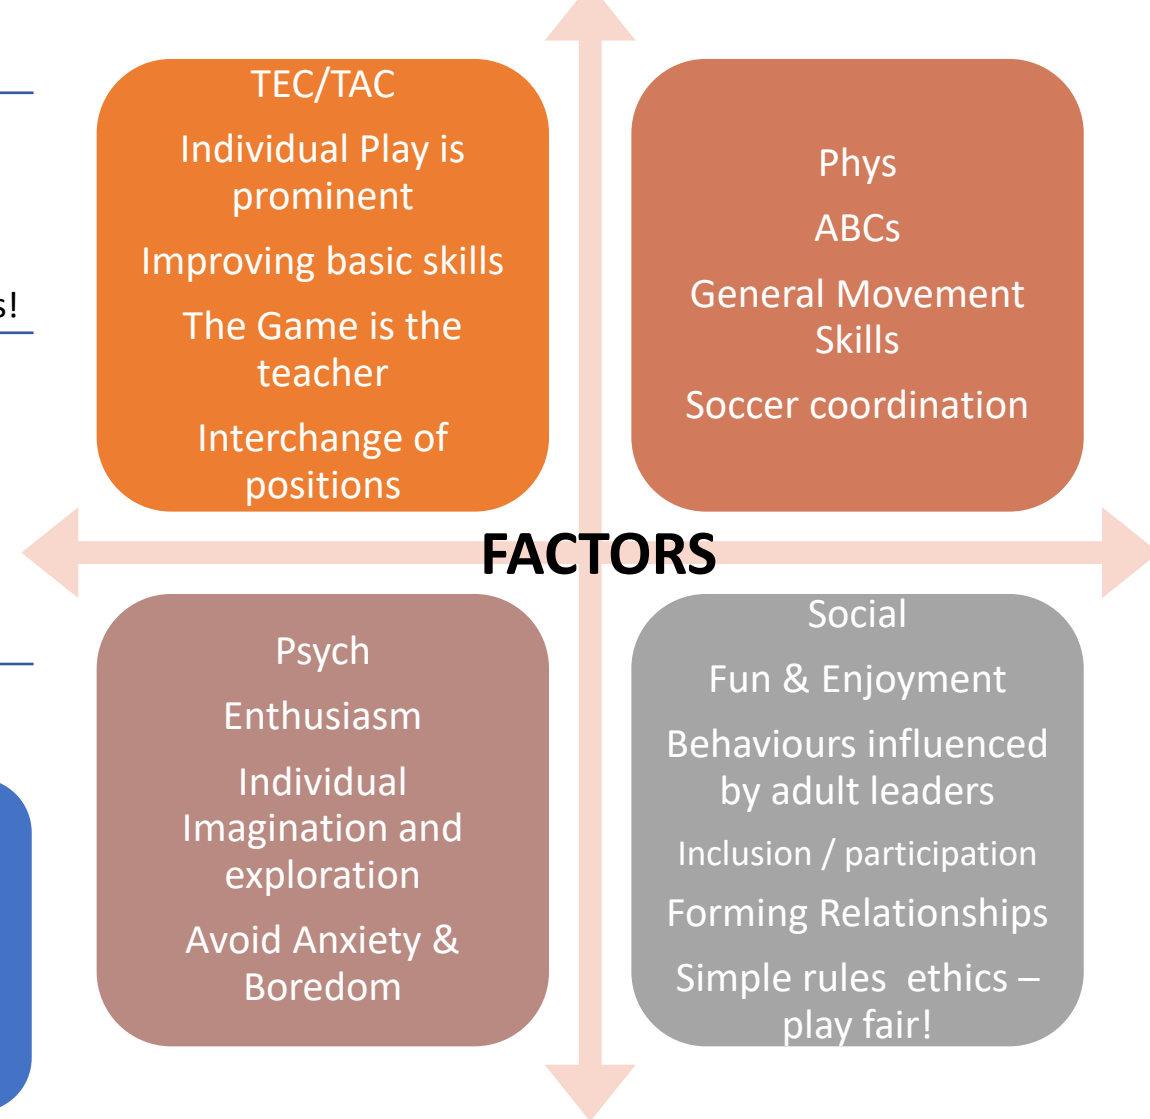 TEC/TAC
Individual Play is
prominent
Improving basic skills
The Game is the
teacher
Interchange of
positions
Phys
ABCs
General Movement
Skills
Soccer coordination
s!
FACTORS
Psych
Enthusiasm
Individual
Imagination and
exploration
Avoid Anxiety &
Boredom
Social
Fun & Enjoyment
Behaviours influenced
by adult leaders
Inclusion / participation
Forming Relationships
Simple rules  ethics –
play fair!